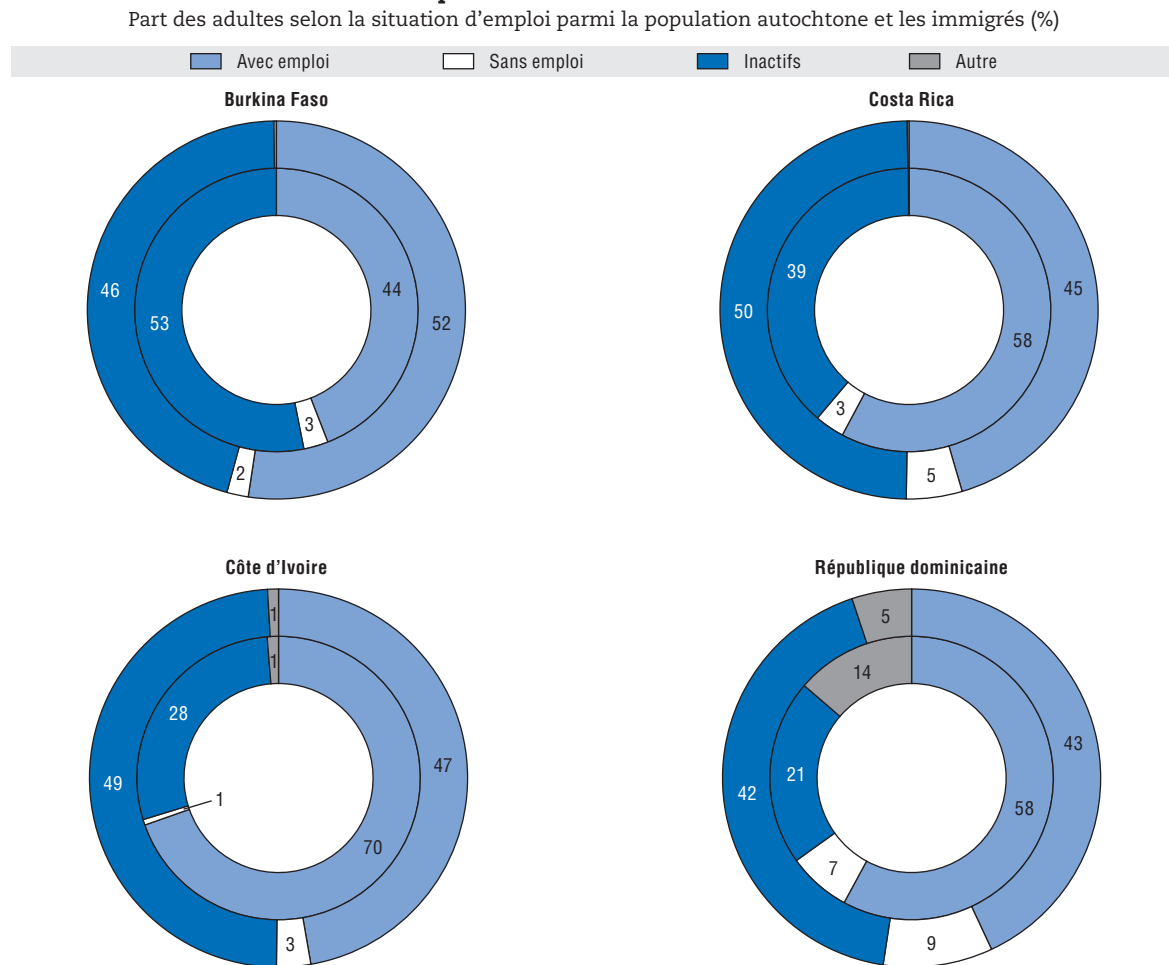 Part des adultes selon la situation d’emploi parmi la population autochtone et les immigrés (%)
Avec emploi Sans emploi Inactifs Autre
Burkina Faso Costa Rica
46 53 44 52 3 2
50 39 45 58 3 5
Côte d’Ivoire République dominicaine
1 1 28 49 47 1 70 3
5 14 43 42 21 58 7 9